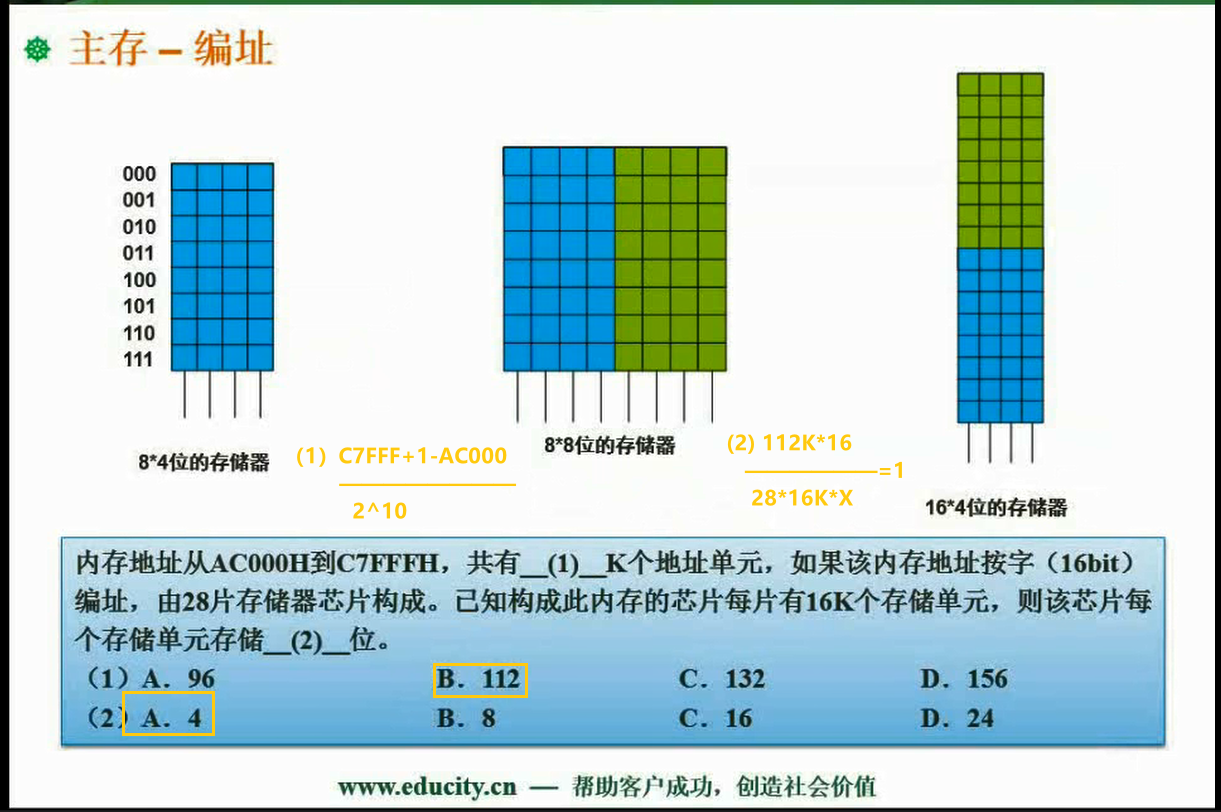 主存 – 编址
000
001
010
011
100
101
110
111
8*4位的存储器
8*8位的存储器
16*4位的存储器
(1) C7FFF+1-AC000
2^10
(2) 112K*16
=1
28*16K*X
内存地址从AC000H到C7FFFH，共有__(1)__K个地址单元，如果该内存地址按字（16bit）
编址，由28片存储器芯片构成。已知构成此内存的芯片每片有16K个存储单元，则该芯片每
个存储单元存储__(2)__位。
（1）A．96 B．112 C．132 D．156
（2）A．4 B．8 C．16 D．24
www.educity.cn — 帮助客户成功，创造社会价值